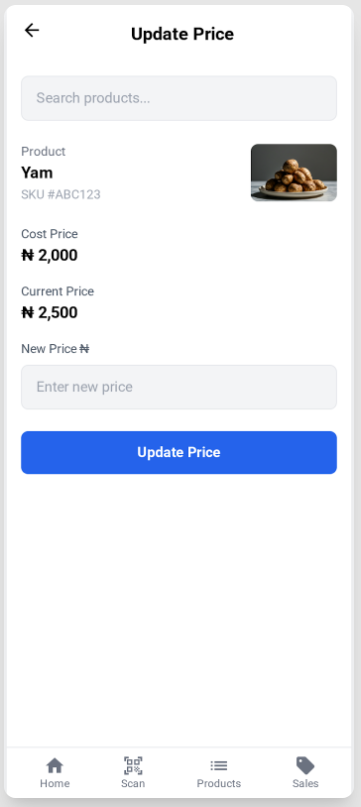 Update Price
Search products...
Product
Yam
SKU #ABC123
Cost Price
₦ 2,000
Current Price
₦ 2,500
New Price ₦
Enter new price
Update Price
Home Scan Products Sales